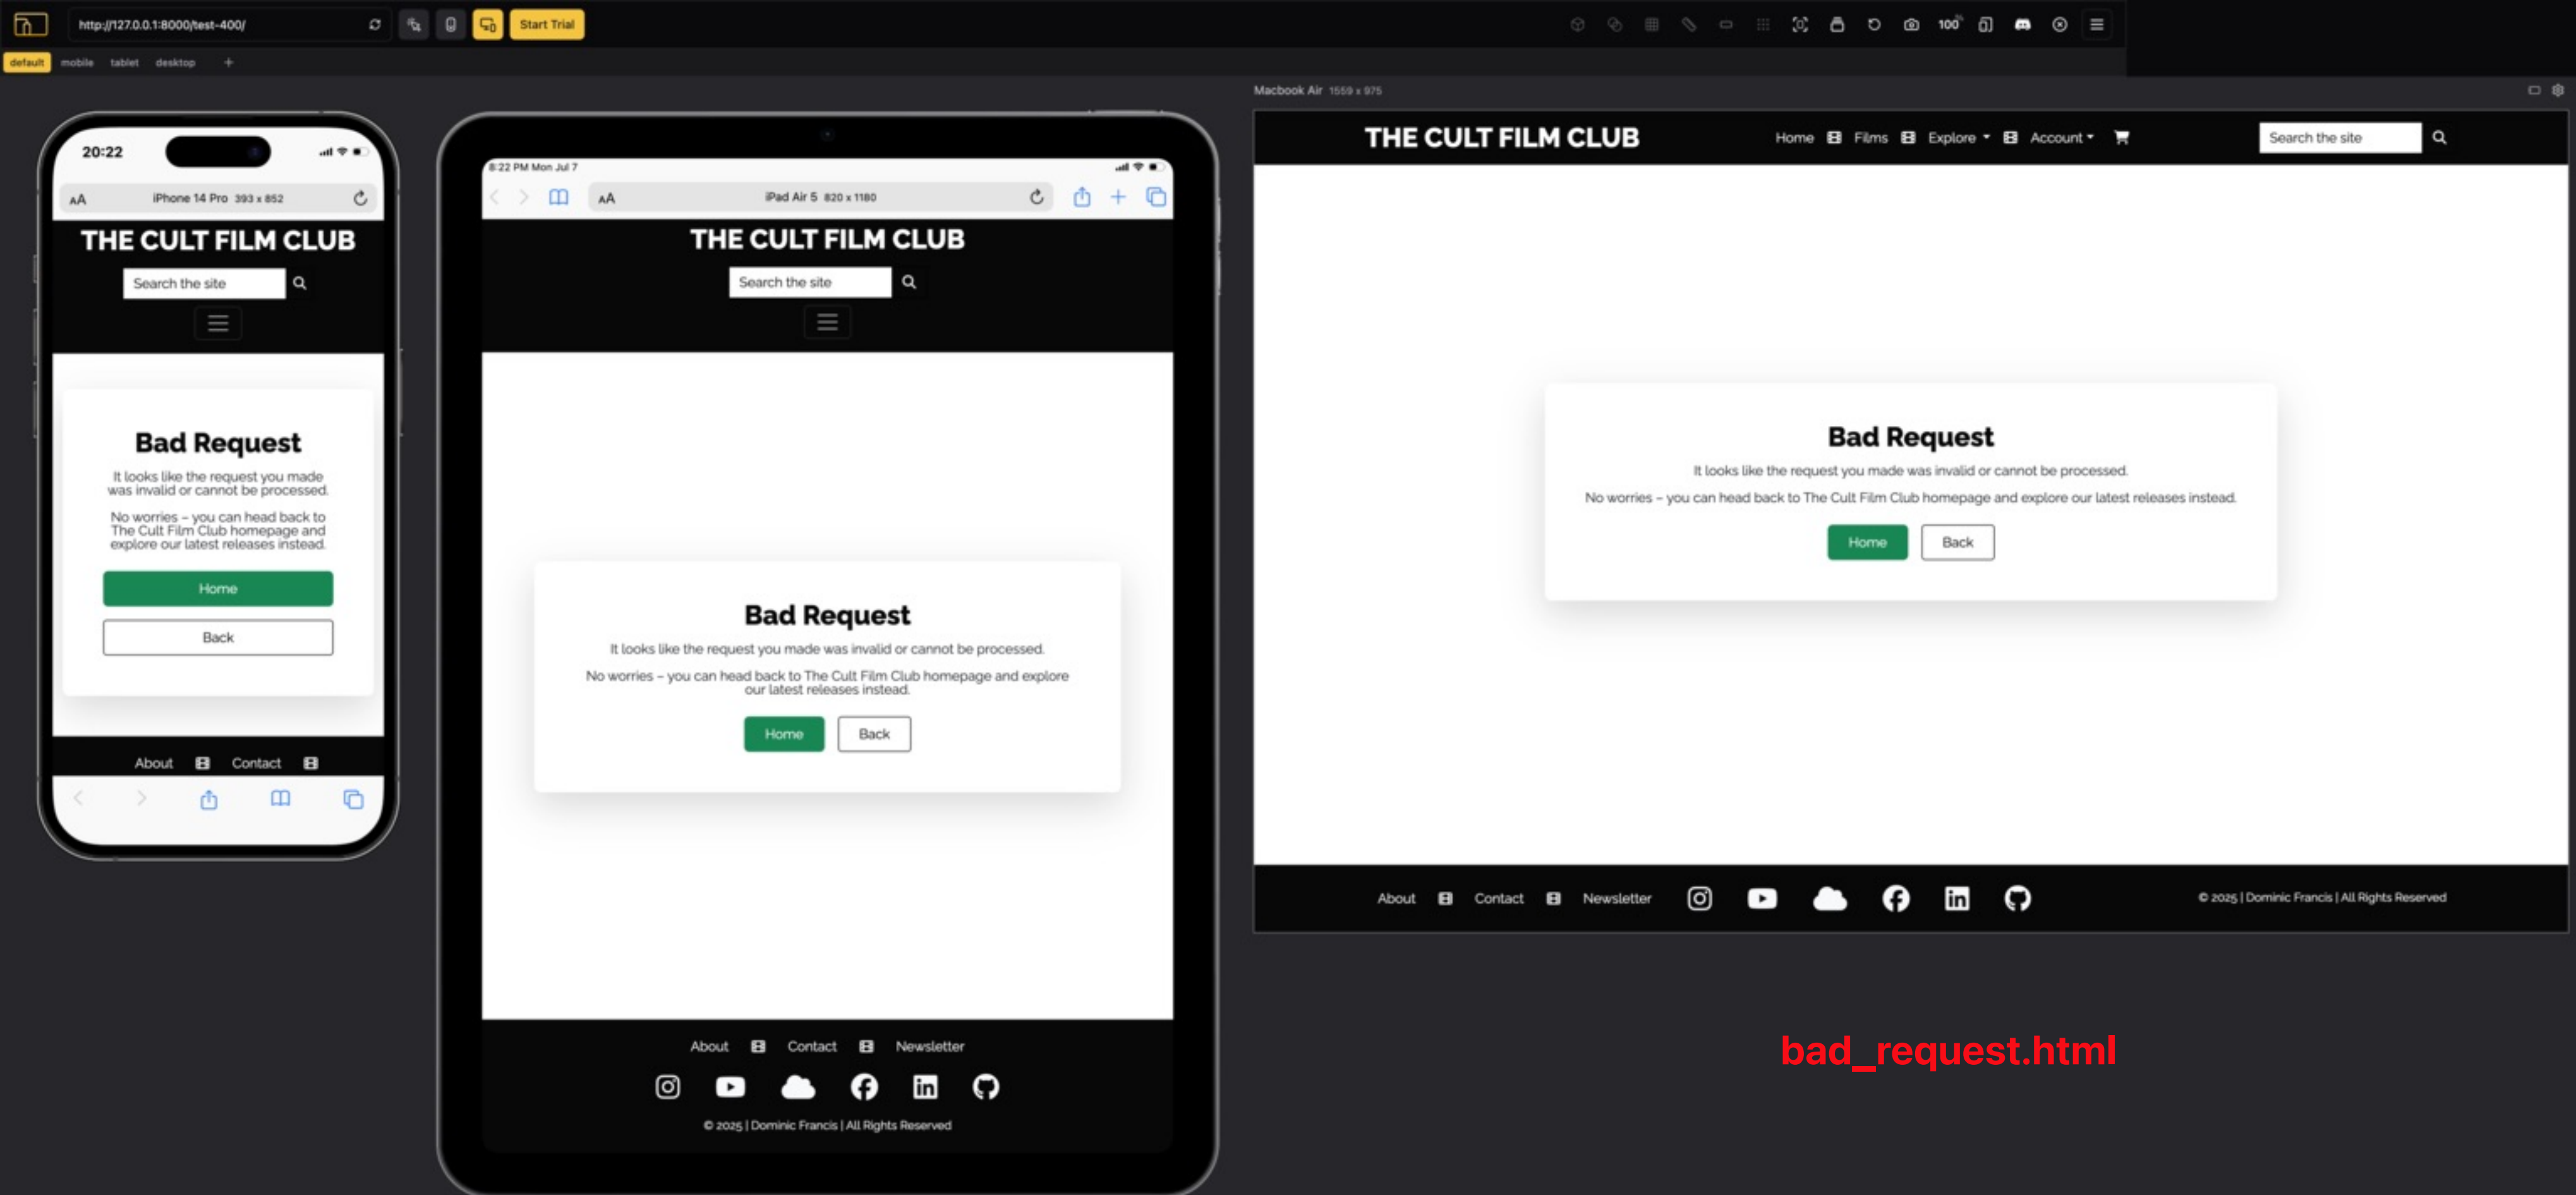 http://127.0.0.1:8000/test-400/
Start Trial
100%
default
mobile
tablet
desktop
20:22
AA
iPhone 14 Pro 393 x 852
THE CULT FILM CLUB
Search the site
Bad Request
It looks like the request you made
was invalid or cannot be processed.
No worries – you can head back to
The Cult Film Club homepage and
explore our latest releases instead.
Home
Back
About
Contact
8:22 PM Mon Jul 7
AA
iPad Air 5 820 x 1180
THE CULT FILM CLUB
Search the site
Bad Request
It looks like the request you made was invalid or cannot be processed.
No worries – you can head back to The Cult Film Club homepage and explore
our latest releases instead.
Home
Back
About
Contact
Newsletter
© 2025 | Dominic Francis | All Rights Reserved
Macbook Air 1559 x 975
THE CULT FILM CLUB
Home
Films
Explore
Account
Search the site
Bad Request
It looks like the request you made was invalid or cannot be processed.
No worries – you can head back to The Cult Film Club homepage and explore our latest releases instead.
Home
Back
About
Contact
Newsletter
© 2025 | Dominic Francis | All Rights Reserved
bad_request.html